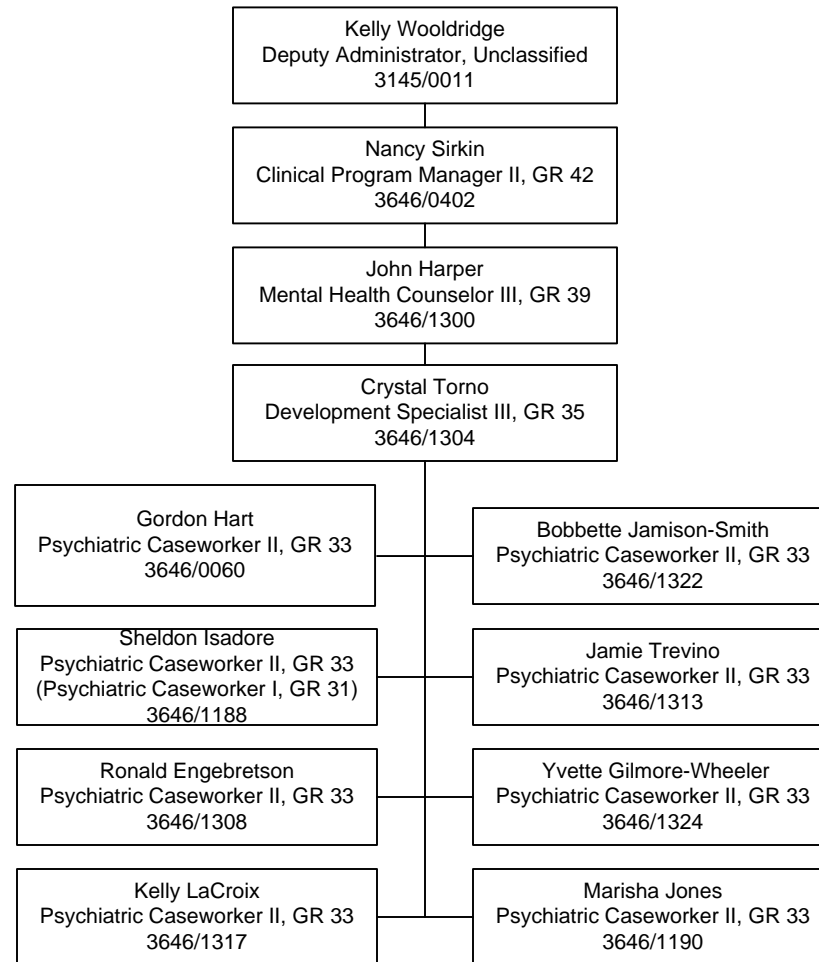 Kelly Wooldridge
Deputy Administrator, Unclassified
3145/0011
Nancy Sirkin
Clinical Program Manager II, GR 42
3646/0402
John Harper
Mental Health Counselor III, GR 39
3646/1300
Crystal Torno
Development Specialist III, GR 35
3646/1304
Gordon Hart
Psychiatric Caseworker II, GR 33
3646/0060
Bobbette Jamison-Smith
Psychiatric Caseworker II, GR 33
3646/1322
Sheldon Isadore
Psychiatric Caseworker II, GR 33
(Psychiatric Caseworker I, GR 31)
3646/1188
Jamie Trevino
Psychiatric Caseworker II, GR 33
3646/1313
Ronald Engebretson
Psychiatric Caseworker II, GR 33
3646/1308
Yvette Gilmore-Wheeler
Psychiatric Caseworker II, GR 33
3646/1324
Kelly LaCroix
Psychiatric Caseworker II, GR 33
3646/1317
Marisha Jones
Psychiatric Caseworker II, GR 33
3646/1190